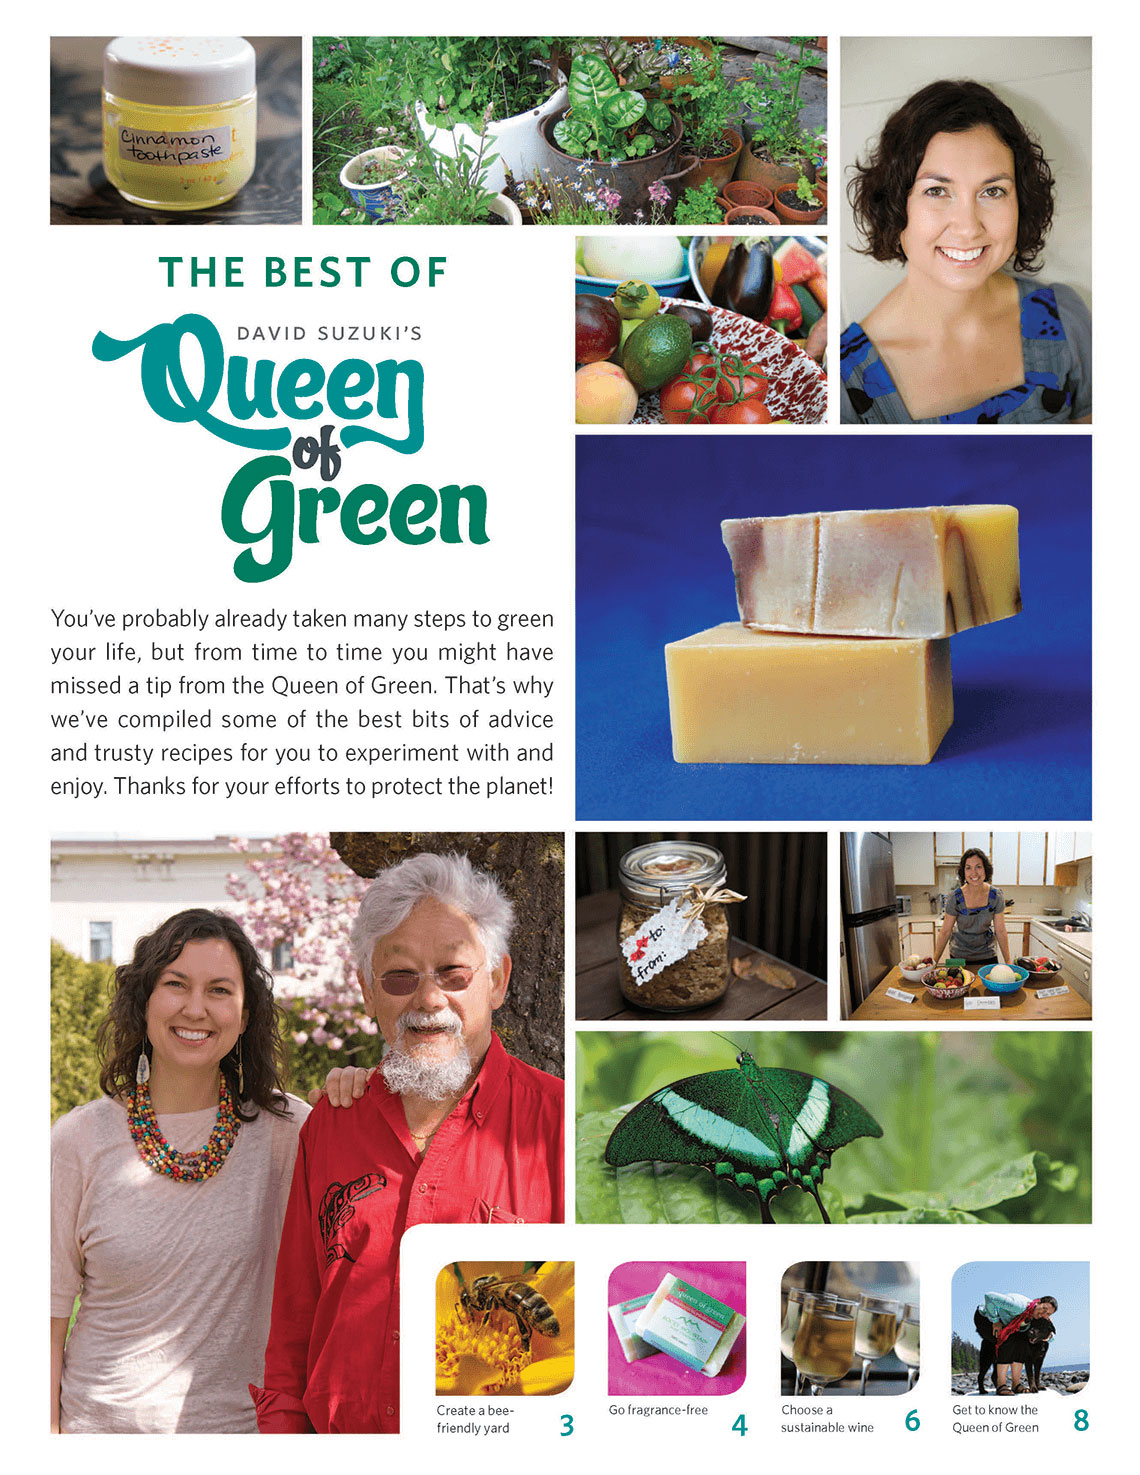 Cinnamon
toothpaste
THE BEST OF
DAVID SUZUKI'S
Queen
of
Green
You've probably already taken many steps to green
your life, but from time to time you might have
missed a tip from the Queen of Green. That's why
we've compiled some of the best bits of advice
and trusty recipes for you to experiment with and
enjoy. Thanks for your efforts to protect the planet!
to:
from:
queen of green
Create a bee-
friendly yard
3
Go fragrance-free
4
Choose a
sustainable wine
6
Get to know the
Queen of Green
8